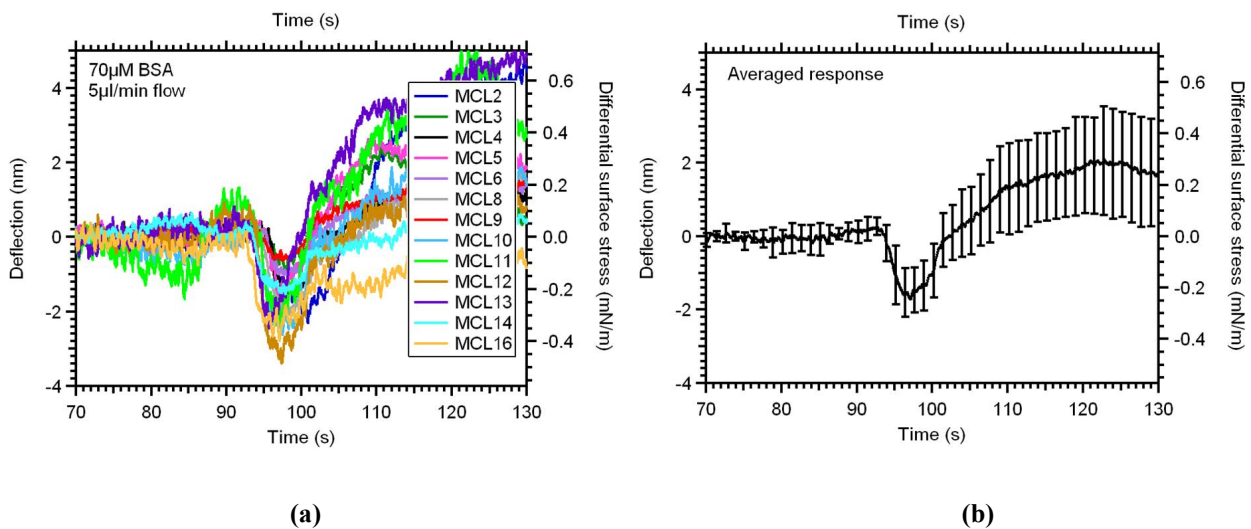 Time (s)
70µM BSA
5µl/min flow
MCL2
MCL3
MCL4
MCL5
MCL6
MCL8
MCL9
MCL10
MCL11
MCL12
MCL13
MCL14
MCL16
4
2
0
-2
-4
Deflection (nm)
0.6
0.4
0.2
0.0
-0.2
-0.4
Differential surface stress (mN/m)
70
80
90
100
110
120
130
Time (s)
(a)
Time (s)
Averaged response
4
2
0
-2
-4
Deflection (nm)
0.6
0.4
0.2
0.0
-0.2
-0.4
Differential surface stress (mN/m)
70
80
90
100
110
120
130
Time (s)
(b)